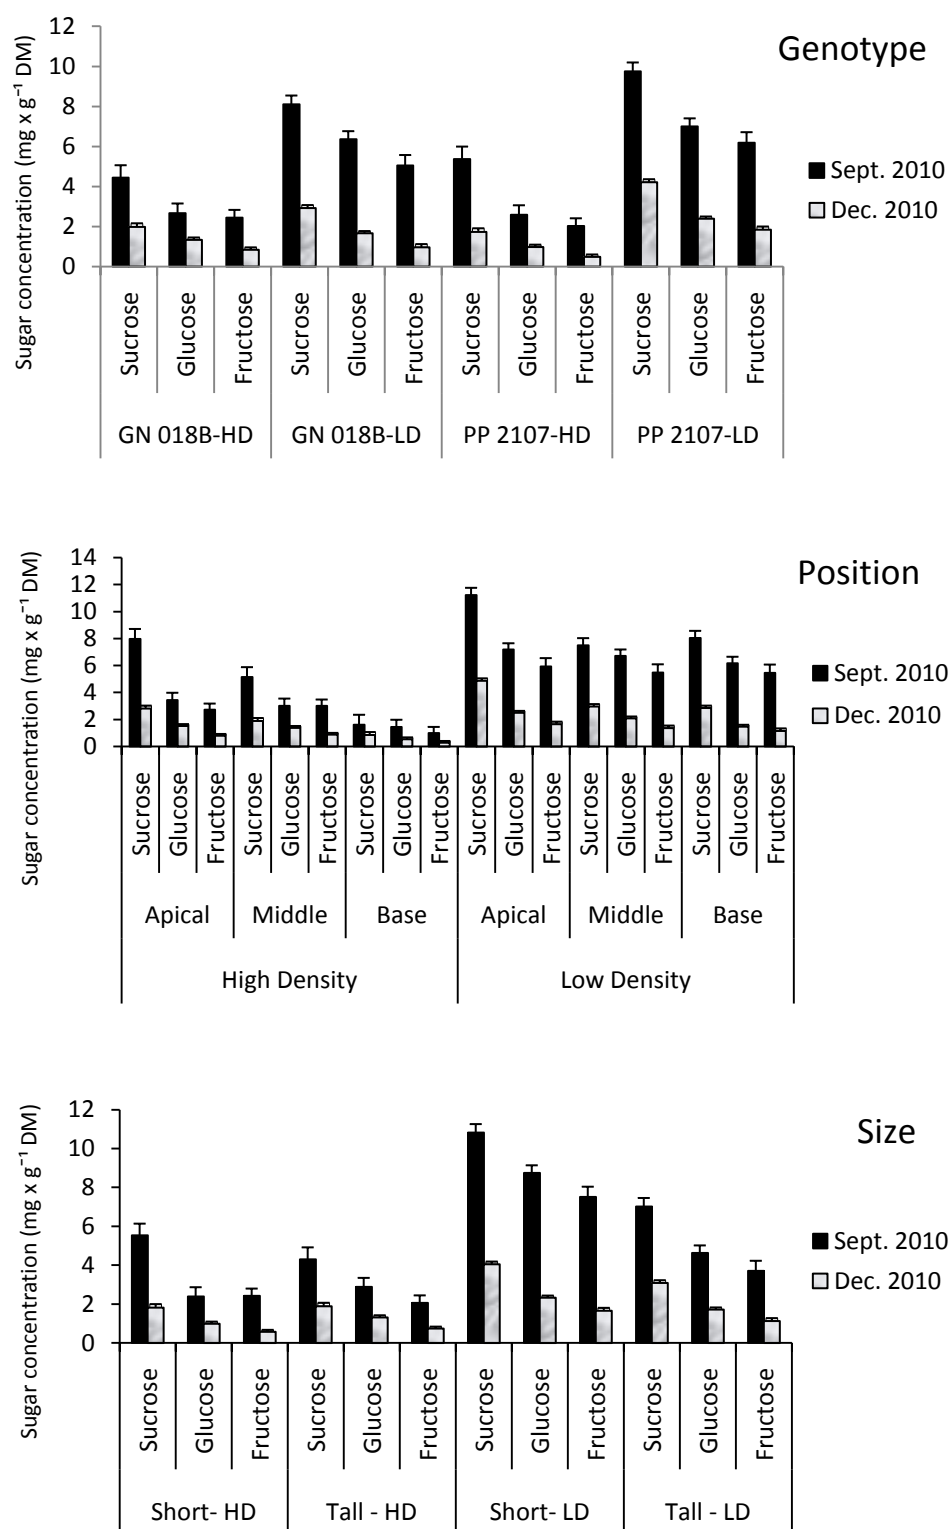 Genotype
Sugar concentration (mg x g⁻¹ DM)
12
10
8
6
4
2
0
Sept. 2010
Dec. 2010
Sucrose Glucose Fructose Sucrose Glucose Fructose Sucrose Glucose Fructose Sucrose Glucose Fructose
GN 018B-HD GN 018B-LD PP 2107-HD PP 2107-LD
Position
Sugar concentration (mg x g⁻¹ DM)
14
12
10
8
6
4
2
0
Sept. 2010
Dec. 2010
Sucrose Glucose Fructose Sucrose Glucose Fructose Sucrose Glucose Fructose Sucrose Glucose Fructose Sucrose Glucose Fructose Sucrose Glucose Fructose
Apical Middle Base Apical Middle Base
High Density Low Density
Size
Sugar concentration (mg x g⁻¹ DM)
12
10
8
6
4
2
0
Sept. 2010
Dec. 2010
Sucrose Glucose Fructose Sucrose Glucose Fructose Sucrose Glucose Fructose Sucrose Glucose Fructose
Short- HD Tall - HD Short- LD Tall - LD